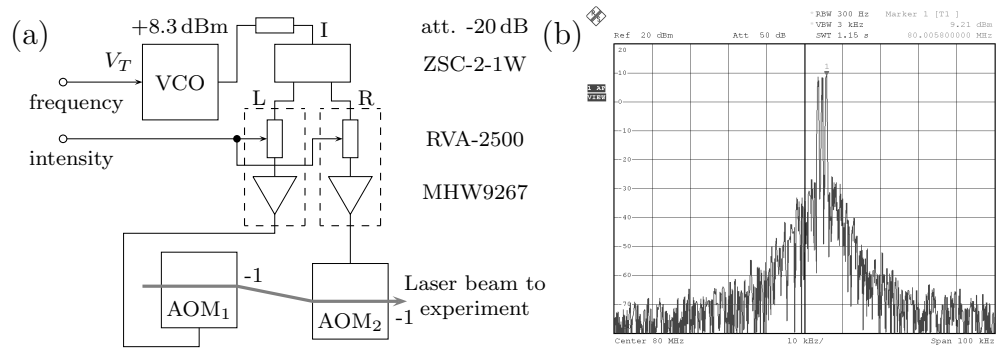 (a)
+8.3 dBm
I
att. -20 dB
V_T
VCO
ZSC-2-1W
frequency
L
R
intensity
RVA-2500
MHW9267
-1
AOM1
AOM2
-1
Laser beam to
experiment
(b)
*RBW 300 Hz Marker 1 [T1 ]
*VBW 3 kHz 9.21 dBm
Ref 20 dBm Att 50 dB SWT 1.15 s 80.005800000 MHz
20
1
10
1 AP
VIEW
0
10
20
30
40
50
60
70
Center 80 MHz 10 kHz/ Span 100 kHz